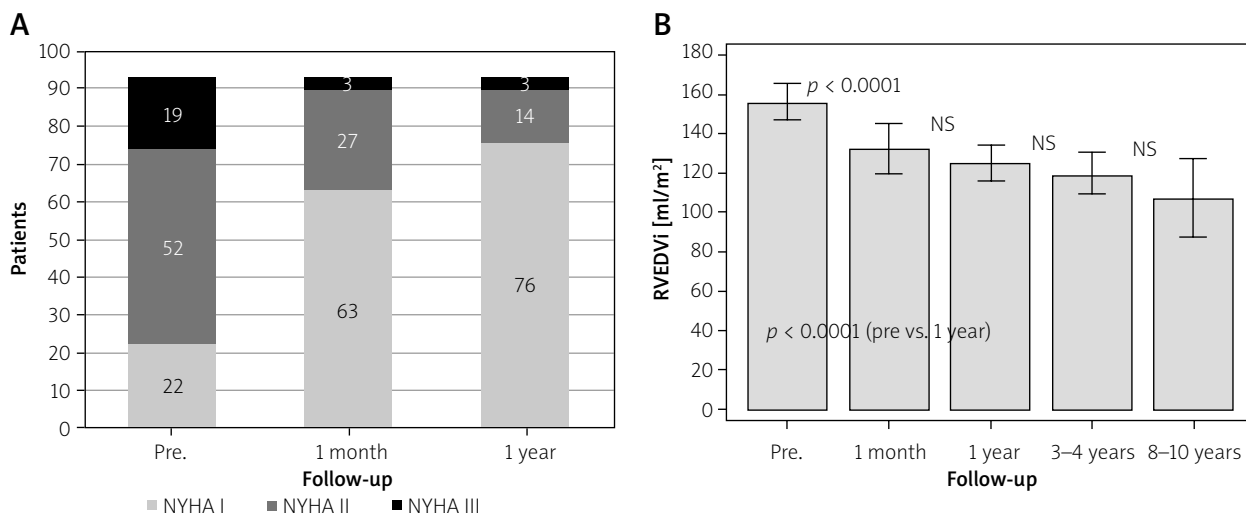 A
100
90
80
70
60
50
40
30
20
10
0
Patients
19
52
22
3
27
63
3
14
76
Pre.
1 month
1 year
Follow-up
NYHA I
NYHA II
NYHA III
B
180
160
140
120
100
80
60
40
20
0
RVEDVi [ml/m²]
p < 0.0001
NS
NS
NS
p < 0.0001 (pre vs. 1 year)
Pre.
1 month
1 year
3–4 years
8–10 years
Follow-up